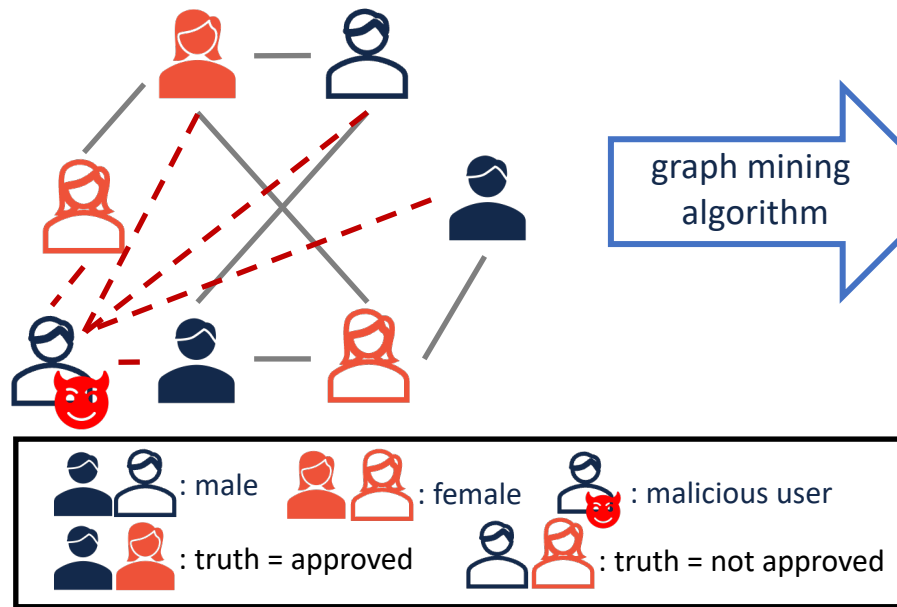 graph mining
algorithm
: male : female : malicious user
: truth = approved : truth = not approved